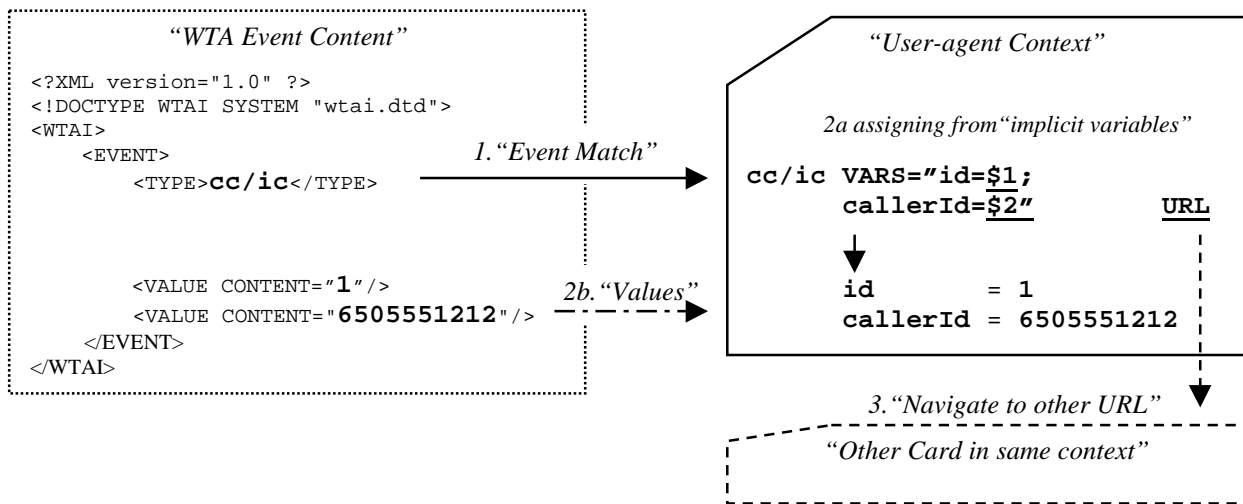 “WTA Event Content”
<?XML version="1.0" ?>
<!DOCTYPE WTAI SYSTEM "wtai.dtd">
<WTAI>
<EVENT>
<TYPE>cc/ic</TYPE>
<VALUE CONTENT="1"/>
<VALUE CONTENT="6505551212"/>
</EVENT>
</WTAI>
1.“Event Match”
2b.“Values”
“User-agent Context”
2a assigning from“implicit variables”
cc/ic VARS="id=$1;
callerId=$2" URL
id = 1
callerId = 6505551212
3.“Navigate to other URL”
“Other Card in same context”